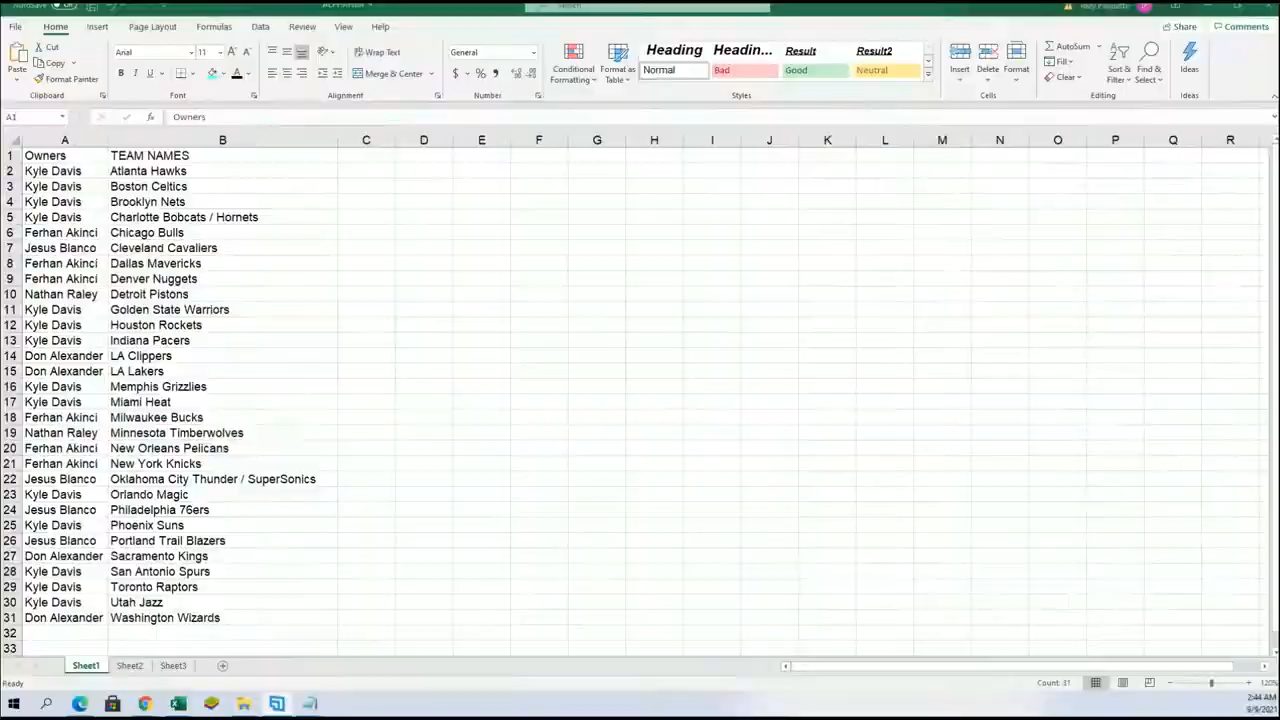 File Home Insert Page Layout Formulas Data Review View Help Share Comments
Cut Arial 11 Wrap Text General Heading Headin... Result Result2 AutoSum
Paste Copy Format Painter Merge & Center Conditional Formatting Format as Table Normal Bad Good Neutral Insert Delete Format Fill Clear Sort & Filter Find & Select Ideas
Clipboard Font Alignment Number Styles Cells Editing Ideas
A1 fx Owners
A B C D E F G H I J K L M N O P Q R
1 Owners TEAM NAMES
2 Kyle Davis Atlanta Hawks
3 Kyle Davis Boston Celtics
4 Kyle Davis Brooklyn Nets
5 Kyle Davis Charlotte Bobcats / Hornets
6 Ferhan Akinci Chicago Bulls
7 Jesus Blanco Cleveland Cavaliers
8 Ferhan Akinci Dallas Mavericks
9 Ferhan Akinci Denver Nuggets
10 Nathan Raley Detroit Pistons
11 Kyle Davis Golden State Warriors
12 Kyle Davis Houston Rockets
13 Kyle Davis Indiana Pacers
14 Don Alexander LA Clippers
15 Don Alexander LA Lakers
16 Kyle Davis Memphis Grizzlies
17 Kyle Davis Miami Heat
18 Ferhan Akinci Milwaukee Bucks
19 Nathan Raley Minnesota Timberwolves
20 Ferhan Akinci New Orleans Pelicans
21 Ferhan Akinci New York Knicks
22 Jesus Blanco Oklahoma City Thunder / SuperSonics
23 Kyle Davis Orlando Magic
24 Jesus Blanco Philadelphia 76ers
25 Kyle Davis Phoenix Suns
26 Jesus Blanco Portland Trail Blazers
27 Don Alexander Sacramento Kings
28 Kyle Davis San Antonio Spurs
29 Kyle Davis Toronto Raptors
30 Kyle Davis Utah Jazz
31 Don Alexander Washington Wizards
32
33
Sheet1 Sheet2 Sheet3
Ready Count: 31 120%
2:44 AM
9/9/2021